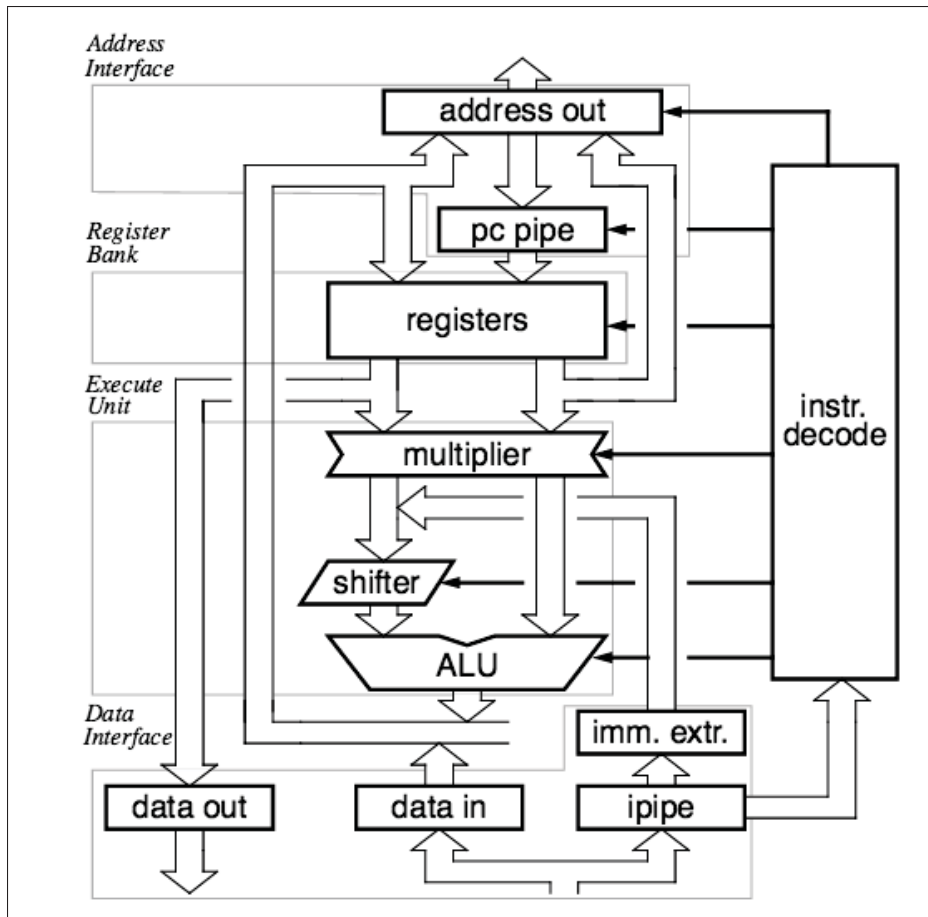 Address
Interface
address out
pc pipe
Register
Bank
registers
Execute
Unit
instr.
decode
multiplier
shifter
ALU
Data
Interface
imm. extr.
data out
data in
ipipe